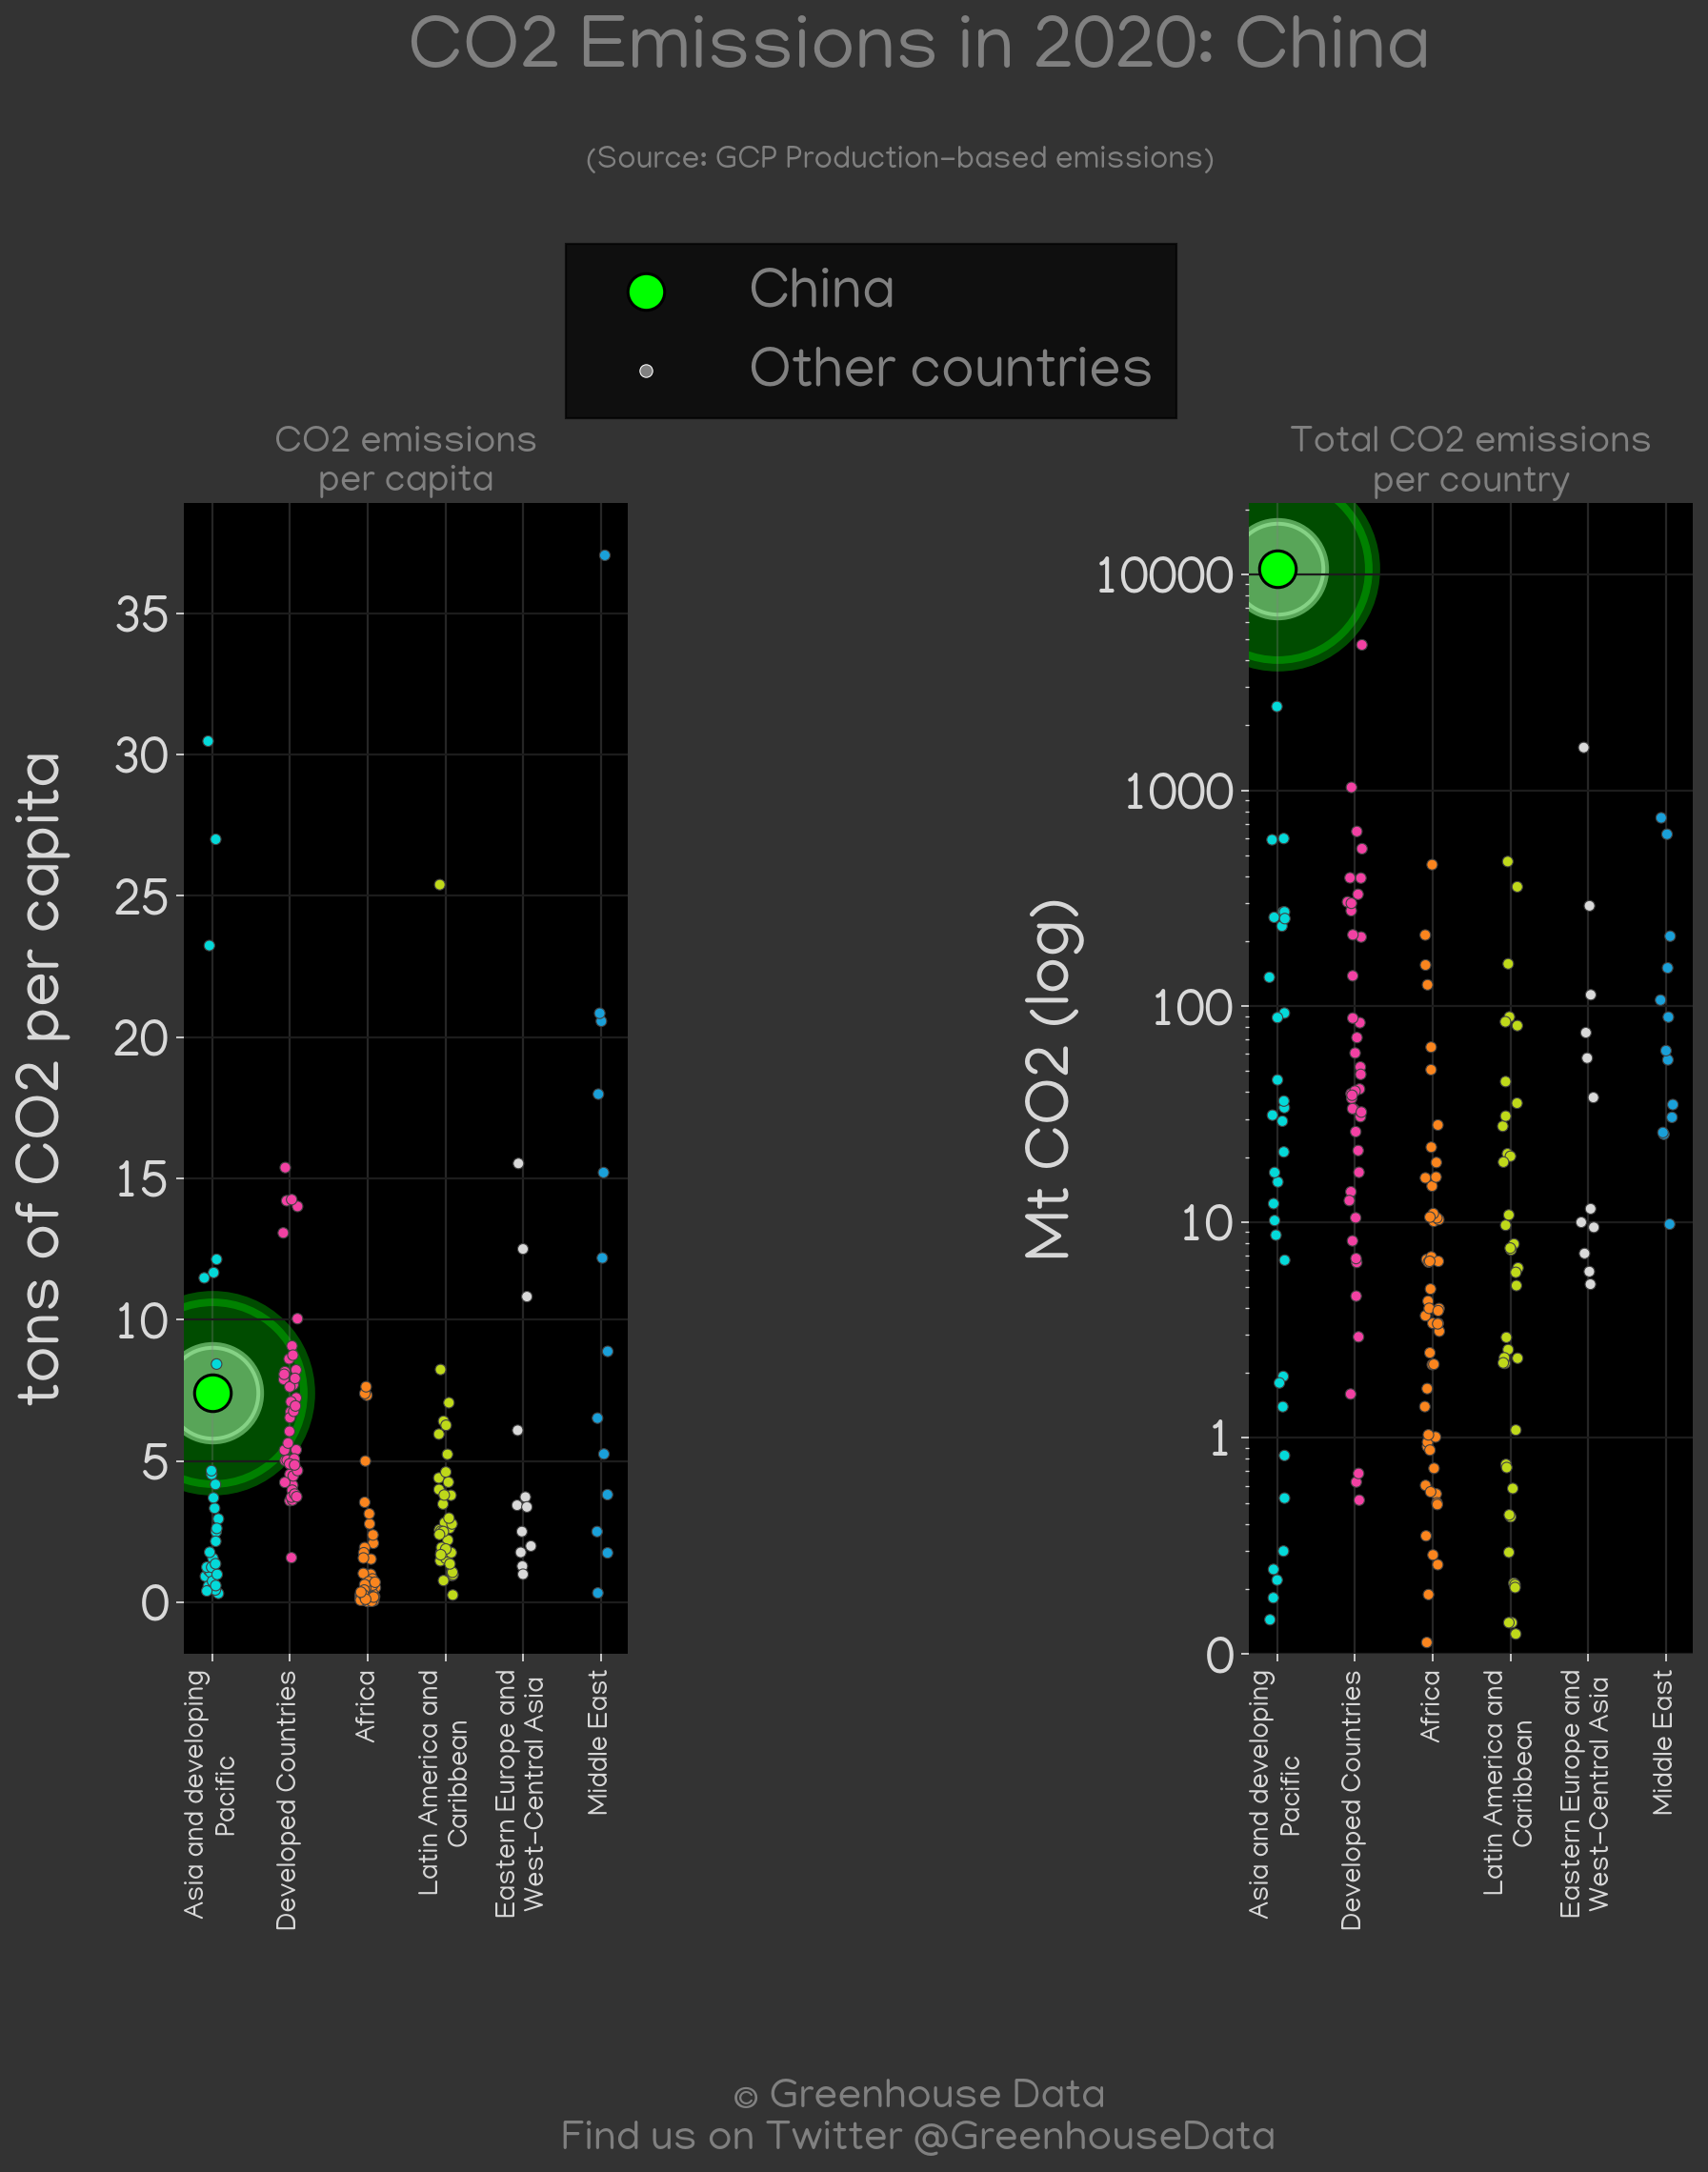 CO2 Emissions in 2020: China
(Source: GCP Production-based emissions)
China
Other countries
CO2 emissions
per capita
tons of CO2 per capita
35
30
25
20
15
10
5
0
Asia and developing
Pacific
Developed Countries
Africa
Latin America and
Caribbean
Eastern Europe and
West-Central Asia
Middle East
Total CO2 emissions
per country
Mt CO2 (log)
10000
1000
100
10
1
0
Asia and developing
Pacific
Developed Countries
Africa
Latin America and
Caribbean
Eastern Europe and
West-Central Asia
Middle East
© Greenhouse Data
Find us on Twitter @GreenhouseData